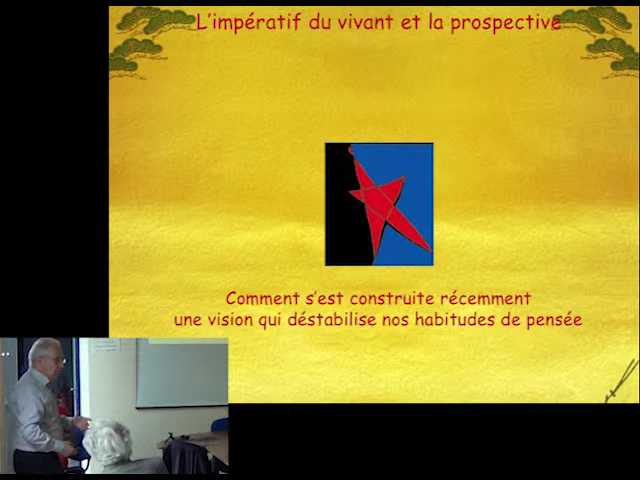 L'impératif du vivant et la prospective
Comment s'est construite récemment
une vision qui déstabilise nos habitudes de pensée